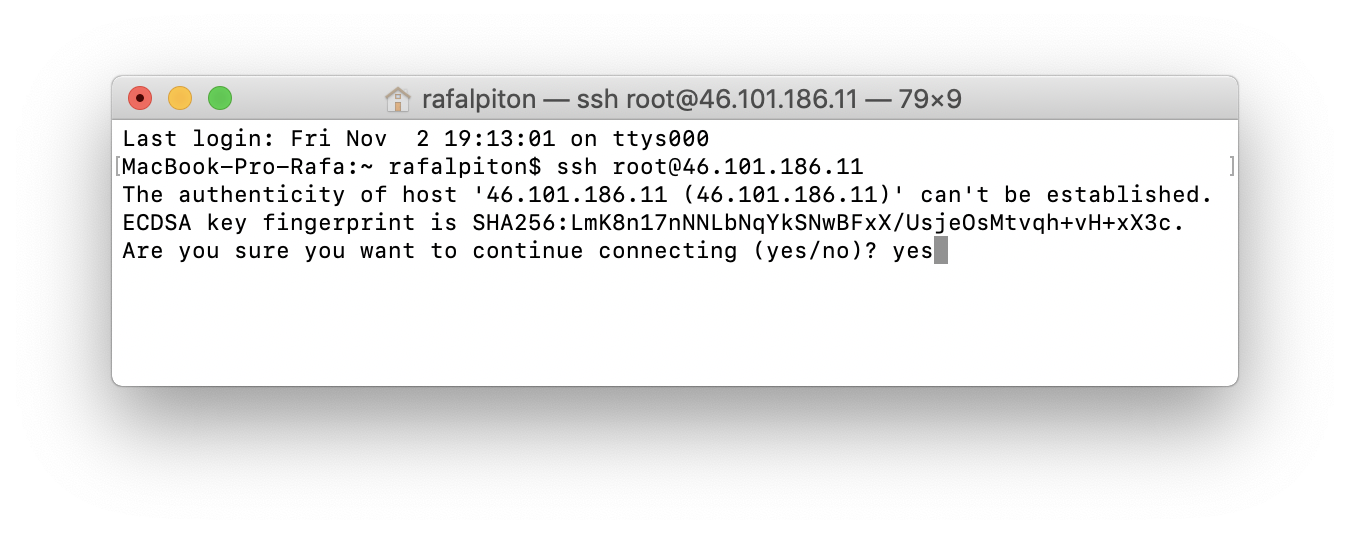 rafalpiton — ssh root@46.101.186.11 — 79×9
Last login: Fri Nov  2 19:13:01 on ttys000
[MacBook-Pro-Rafa:~ rafalpiton$ ssh root@46.101.186.11 ]
The authenticity of host '46.101.186.11 (46.101.186.11)' can't be established.
ECDSA key fingerprint is SHA256:LmK8n17nNNLbNqYkSNwBFxX/UsjeOsMtvqh+vH+xX3c.
Are you sure you want to continue connecting (yes/no)? yes